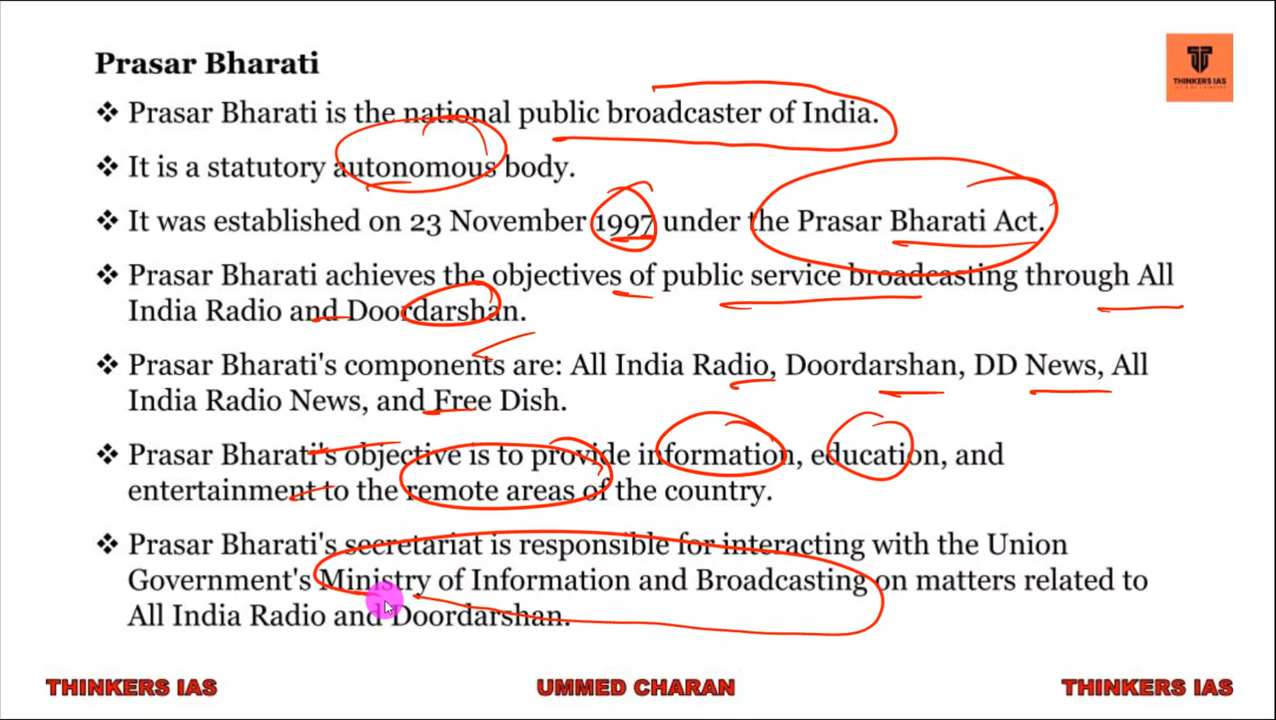 Prasar Bharati
THINKERS IAS
❖ Prasar Bharati is the national public broadcaster of India.
❖ It is a statutory autonomous body.
❖ It was established on 23 November 1997 under the Prasar Bharati Act.
❖ Prasar Bharati achieves the objectives of public service broadcasting through All
India Radio and Doordarshan.
❖ Prasar Bharati's components are: All India Radio, Doordarshan, DD News, All
India Radio News, and Free Dish.
❖ Prasar Bharati's objective is to provide information, education, and
entertainment to the remote areas of the country.
❖ Prasar Bharati's secretariat is responsible for interacting with the Union
Government's Ministry of Information and Broadcasting on matters related to
All India Radio and Doordarshan.
THINKERS IAS UMMED CHARAN THINKERS IAS